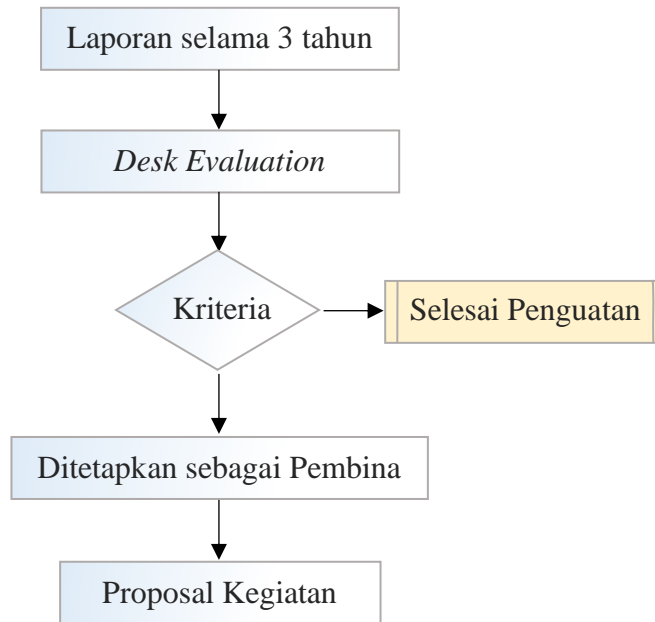 Laporan selama 3 tahun
Desk Evaluation
Kriteria
Selesai Penguatan
Ditetapkan sebagai Pembina
Proposal Kegiatan